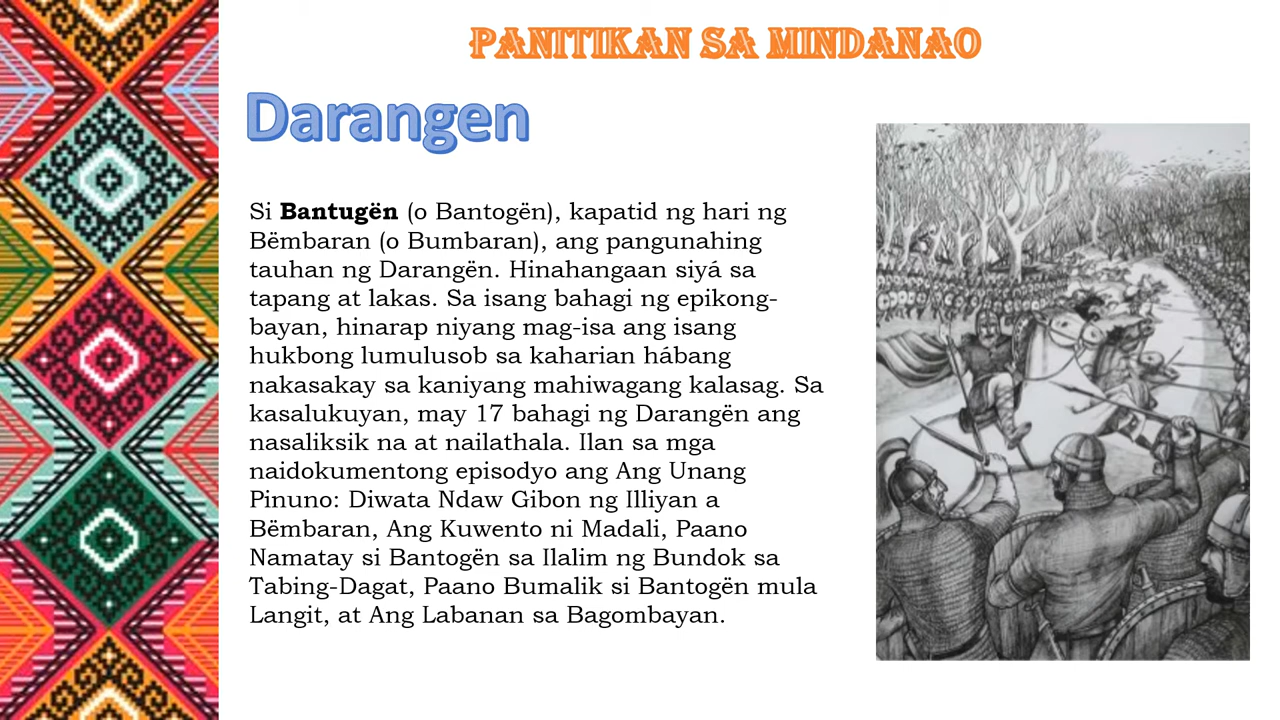 PANITIKAN SA MINDANAO
Darangen
Si Bantugën (o Bantogën), kapatid ng hari ng
Bëmbaran (o Bumbaran), ang pangunahing
tauhan ng Darangën. Hinahangaan siyá sa
tapang at lakas. Sa isang bahagi ng epikong-
bayan, hinarap niyang mag-isa ang isang
hukbong lumulusob sa kaharian hábang
nakasakay sa kaniyang mahiwagang kalasag. Sa
kasalukuyan, may 17 bahagi ng Darangën ang
nasaliksik na at nailathala. Ilan sa mga
naidokumentong episodyo ang Ang Unang
Pinuno: Diwata Ndaw Gibon ng Illiyan a
Bëmbaran, Ang Kuwento ni Madali, Paano
Namatay si Bantogën sa Ilalim ng Bundok sa
Tabing-Dagat, Paano Bumalik si Bantogën mula
Langit, at Ang Labanan sa Bagombayan.